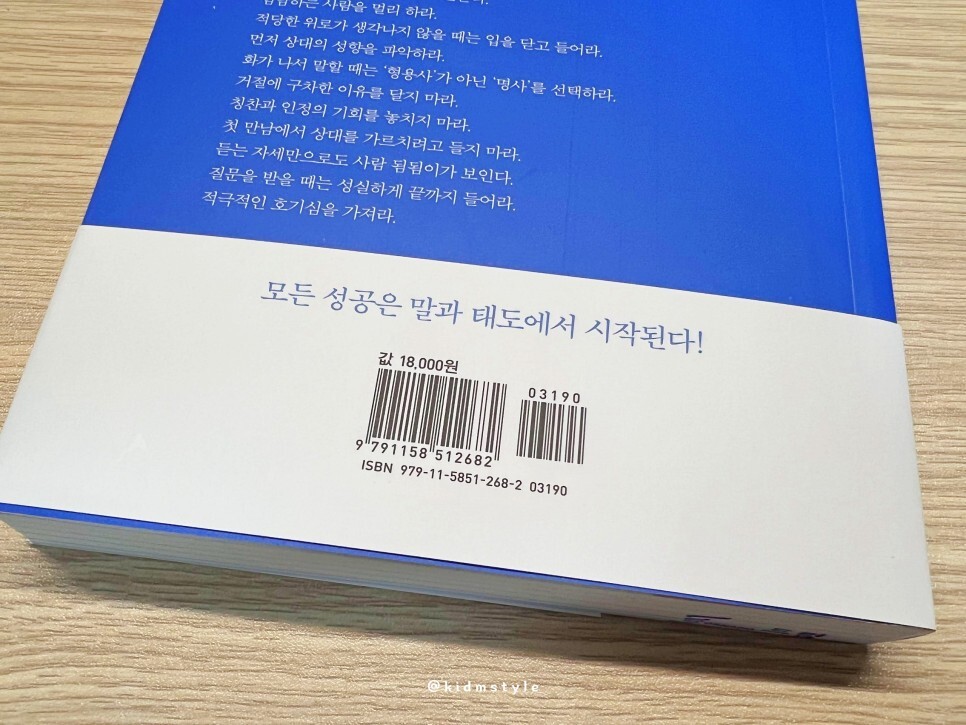 사람을 멀리 하라.
적당한 위로가 생각나지 않을 때는 입을 닫고 들어라.
먼저 상대의 성향을 파악하라.
화가 나서 말할 때는 ‘형용사’가 아닌 ‘명사’를 선택하라.
거절에 구차한 이유를 달지 마라.
칭찬과 인정의 기회를 놓치지 마라.
첫 만남에서 상대를 가르치려고 들지 마라.
듣는 자세만으로도 사람 됨됨이가 보인다.
질문을 받을 때는 성실하게 끝까지 들어라.
적극적인 호기심을 가져라.
모든 성공은 말과 태도에서 시작된다!
값 18,000원
03190
9 791158 512682
ISBN 979-11-5851-268-2 03190
@kidmstyle